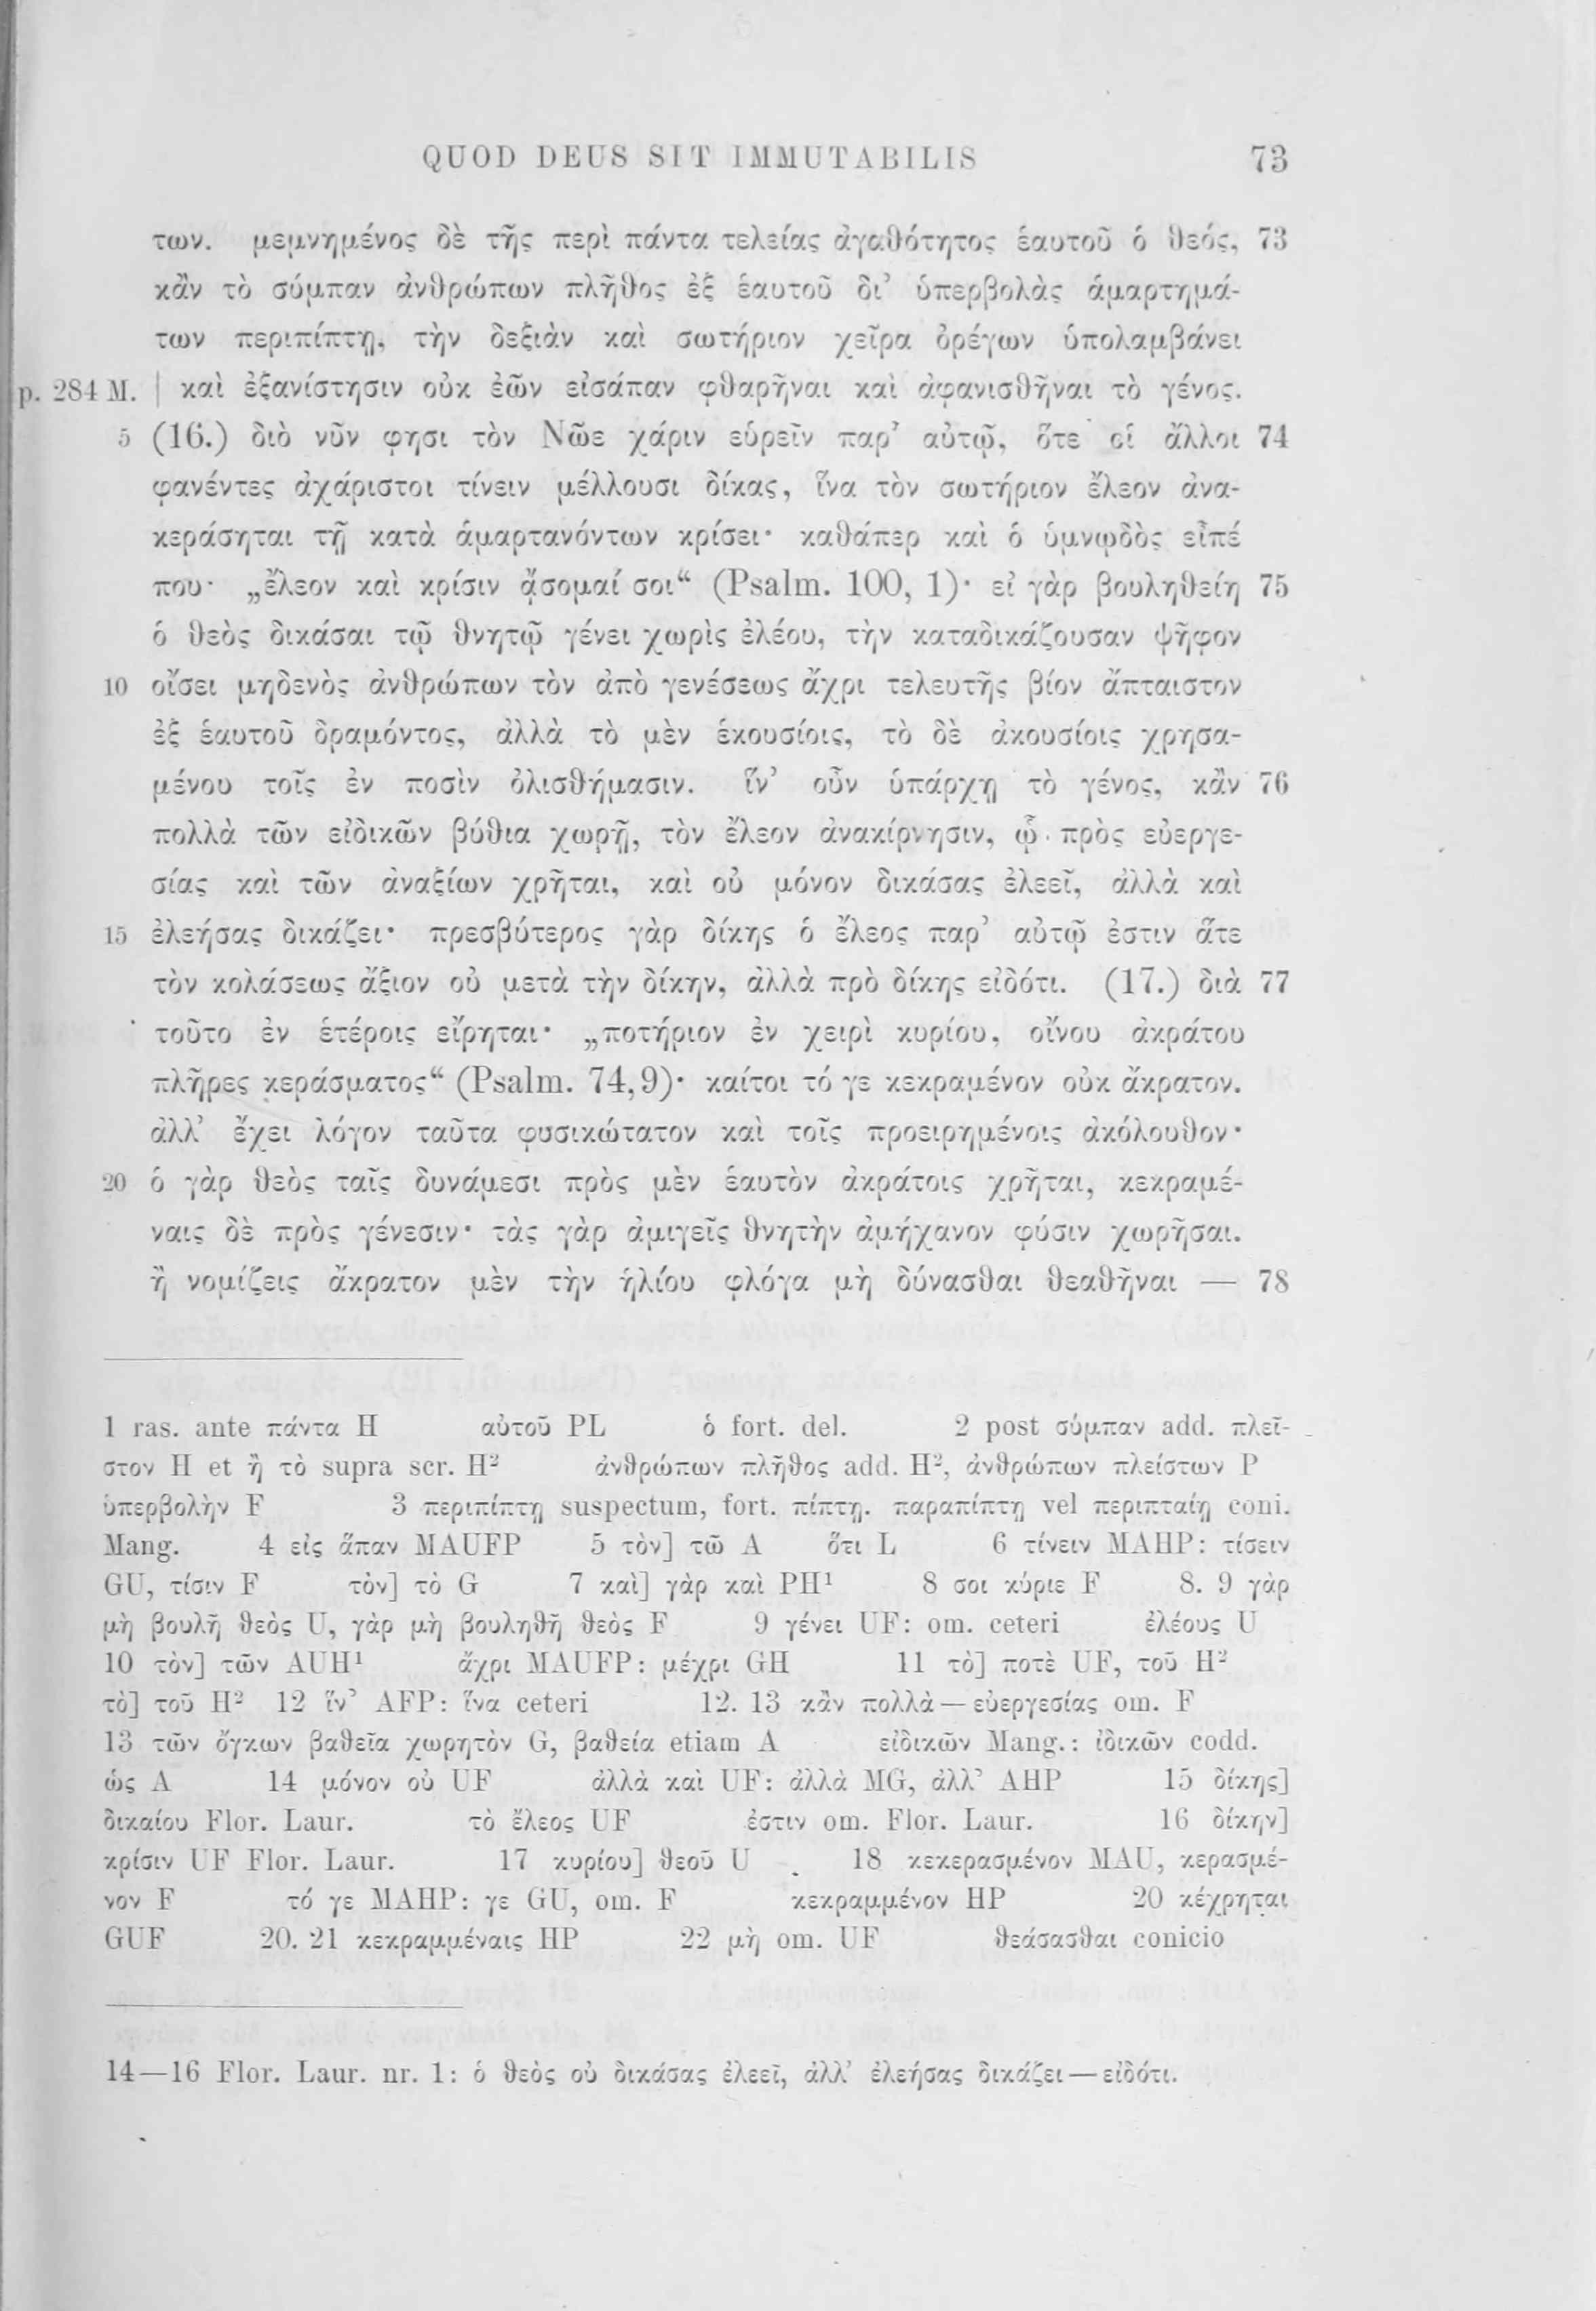 QUOD DEUS SIT IMMUTABILIS 73
των. μεμνημένος δὲ τῆς περὶ πάντα τελείας ἀγαθότητος ἑαυτοῦ ὁ θεός, 73
κἂν τὸ σύμπαν ἀνθρώπων πλῆθος ἐξ ἑαυτοῦ δι’ ὑπερβολὰς ἁμαρτημά-
των περιπίπτῃ, τὴν δεξιὰν καὶ σωτήριον χεῖρα ὀρέγων ὑπολαμβάνει
p. 284 M. | καὶ ἐξανίστησιν οὐκ ἐῶν εἰσάπαν φθαρῆναι καὶ ἀφανισθῆναι τὸ γένος.
5 (16.) διὸ νῦν φησι τὸν Νῶε χάριν εὑρεῖν παρ’ αὐτῷ, ὅτε οἱ ἄλλοι 74
φανέντες ἀχάριστοι τίνειν μέλλουσι δίκας, ἵνα τὸν σωτήριον ἔλεον ἀνα-
κεράσηται τῇ κατὰ ἁμαρτανόντων κρίσει· καθάπερ καὶ ὁ ὑμνῳδὸς εἶπέ
που· „ἔλεον καὶ κρίσιν ᾄσομαί σοι“ (Psalm. 100, 1)· εἰ γὰρ βουληθείη 75
ὁ θεὸς δικάσαι τῷ θνητῷ γένει χωρὶς ἐλέου, τὴν καταδικάζουσαν ψῆφον
10 οἴσει μηδενὸς ἀνθρώπων τὸν ἀπὸ γενέσεως ἄχρι τελευτῆς βίον ἄπταιστον
ἐξ ἑαυτοῦ δραμόντος, ἀλλὰ τὸ μὲν ἑκουσίοις, τὸ δὲ ἀκουσίοις χρησα-
μένου τοῖς ἐν ποσὶν ὀλισθήμασιν. ἵν’ οὖν ὑπάρχῃ τὸ γένος, κἂν 76
πολλὰ τῶν εἰδικῶν βύθια χωρῇ, τὸν ἔλεον ἀνακίρνησιν, ᾧ πρὸς εὐεργε-
σίας καὶ τῶν ἀναξίων χρῆται, καὶ οὐ μόνον δικάσας ἐλεεῖ, ἀλλὰ καὶ
15 ἐλεήσας δικάζει· πρεσβύτερος γὰρ δίκης ὁ ἔλεος παρ’ αὐτῷ ἐστιν ἅτε
τὸν κολάσεως ἄξιον οὐ μετὰ τὴν δίκην, ἀλλὰ πρὸ δίκης εἰδότι. (17.) διὰ 77
τοῦτο ἐν ἑτέροις εἴρηται· „ποτήριον ἐν χειρὶ κυρίου, οἴνου ἀκράτου
πλῆρες κεράσματος“ (Psalm. 74,9)· καίτοι τό γε κεκραμένον οὐκ ἄκρατον.
ἀλλ’ ἔχει λόγον ταῦτα φυσικώτατον καὶ τοῖς προειρημένοις ἀκόλουθον·
20 ὁ γὰρ θεὸς ταῖς δυνάμεσι πρὸς μὲν ἑαυτὸν ἀκράτοις χρῆται, κεκραμέ-
ναις δὲ πρὸς γένεσιν· τὰς γὰρ ἀμιγεῖς θνητὴν ἀμήχανον φύσιν χωρῆσαι.
ἢ νομίζεις ἄκρατον μὲν τὴν ἡλίου φλόγα μὴ δύνασθαι θεαθῆναι — 78
1 ras. ante πάντα H αὐτοῦ PL ὁ fort. del. 2 post σύμπαν add. πλεῖ-
στον H et ἢ τὸ supra scr. H² ἀνθρώπων πλῆθος add. H², ἀνθρώπων πλείστων P
ὑπερβολὴν F 3 περιπίπτῃ suspectum, fort. πίπτῃ. παραπίπτῃ vel περιπταίῃ coni.
Mang. 4 εἰς ἅπαν MAUFP 5 τὸν] τῶ A ὅτι L 6 τίνειν MAHP: τίσειν
GU, τίσιν F τὸν] τὸ G 7 καὶ] γὰρ καὶ PH¹ 8 σοι κύριε F 8. 9 γὰρ
μὴ βουλῇ θεὸς U, γὰρ μὴ βουληθῇ θεὸς F 9 γένει UF: om. ceteri ἐλέους U
10 τὸν] τῶν AUH¹ ἄχρι MAUFP: μέχρι GH 11 τὸ] ποτὲ UF, τοῦ H²
τὸ] τοῦ H² 12 ἵν’ AFP: ἵνα ceteri 12. 13 κἂν πολλὰ — εὐεργεσίας om. F
13 τῶν ὄγκων βαθεῖα χωρητὸν G, βαθεία etiam A εἰδικῶν Mang.: ἰδικῶν codd.
ὡς A 14 μόνον οὐ UF ἀλλὰ καὶ UF: ἀλλὰ MG, ἀλλ’ AHP 15 δίκης]
δικαίου Flor. Laur. τὸ ἔλεος UF ἐστιν om. Flor. Laur. 16 δίκην]
κρίσιν UF Flor. Laur. 17 κυρίου] θεοῦ U 18 κεκερασμένον MAU, κερασμέ-
νον F τό γε MAHP: γε GU, om. F κεκραμμένον HP 20 κέχρηται
GUF 20. 21 κεκραμμέναις HP 22 μὴ om. UF θεάσασθαι conicio
14—16 Flor. Laur. nr. 1: ὁ θεὸς οὐ δικάσας ἐλεεῖ, ἀλλ’ ἐλεήσας δικάζει — εἰδότι.